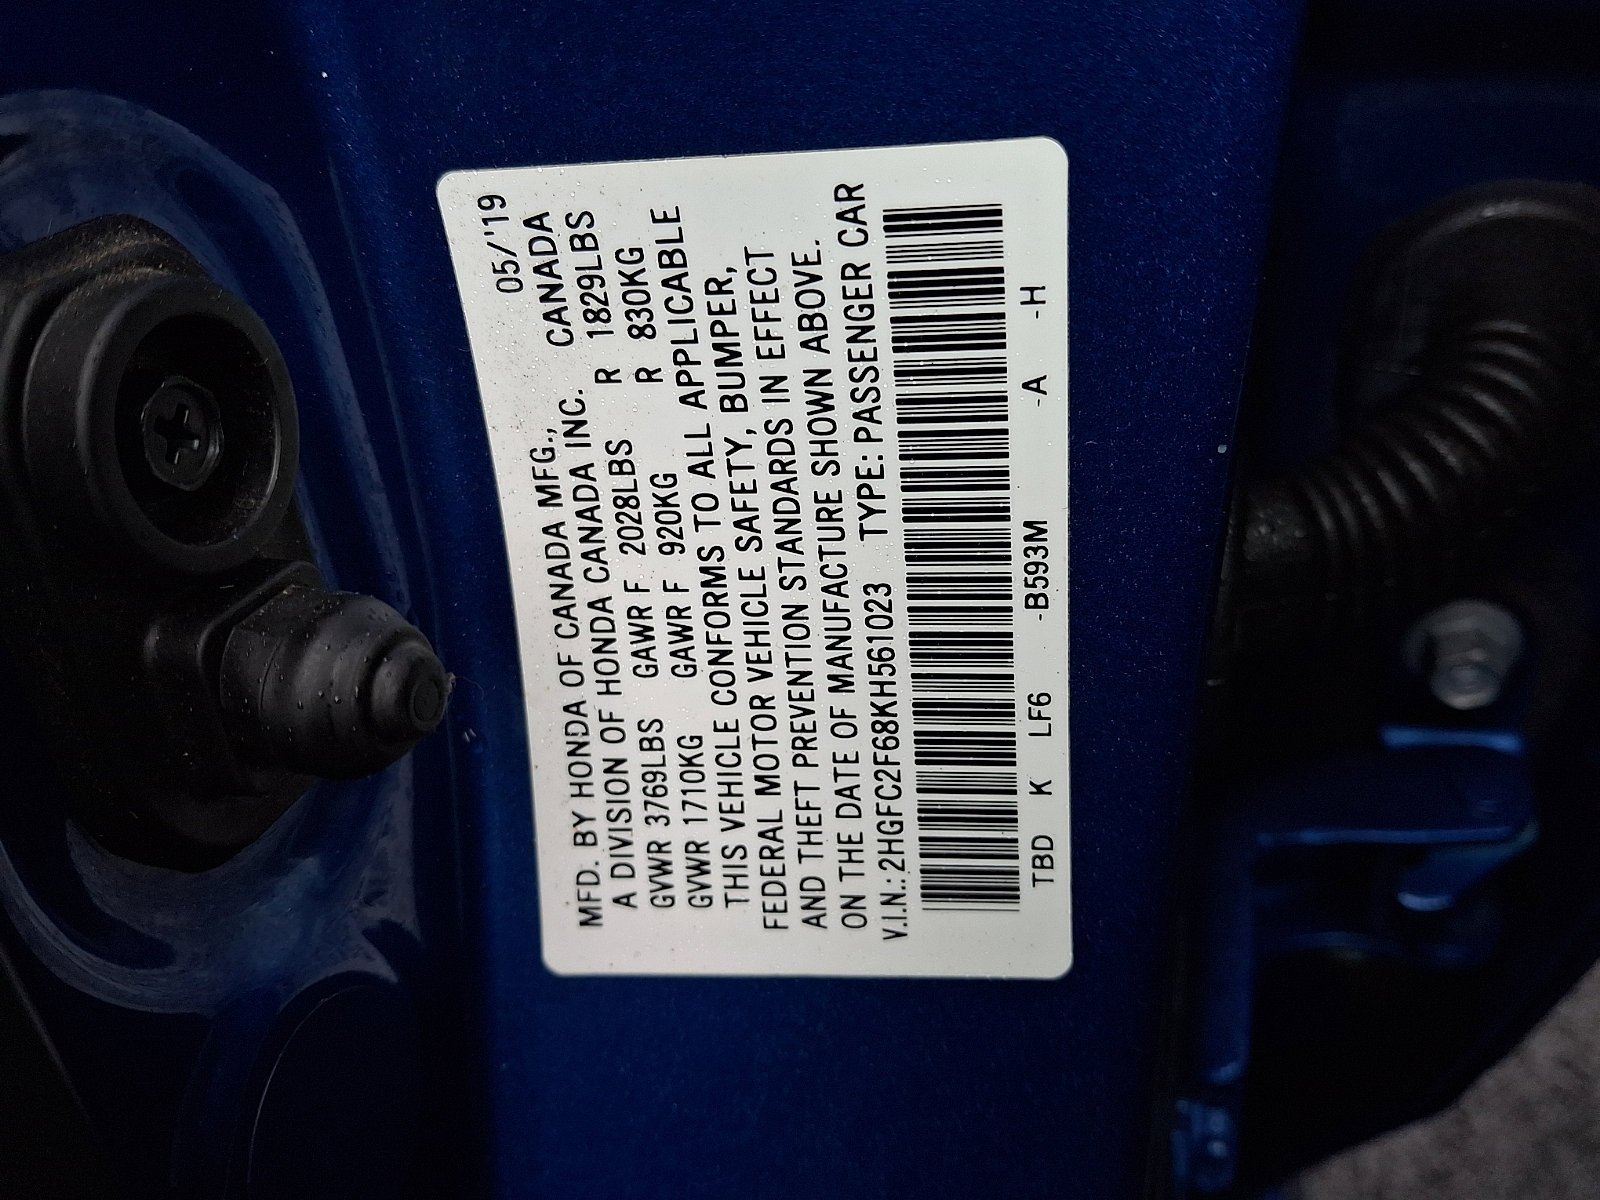 05/'19
MFD. BY HONDA OF CANADA MFG., CANADA
A DIVISION OF HONDA CANADA INC.
GVWR 3769LBS GAWR F 2028LBS R 1829LBS
GVWR 1710KG GAWR F 920KG R 830KG
THIS VEHICLE CONFORMS TO ALL APPLICABLE
FEDERAL MOTOR VEHICLE SAFETY, BUMPER,
AND THEFT PREVENTION STANDARDS IN EFFECT
ON THE DATE OF MANUFACTURE SHOWN ABOVE.
V.I.N.: 2HGFC2F68KH561023 TYPE: PASSENGER CAR
TBD K LF6 -B593M -A -H